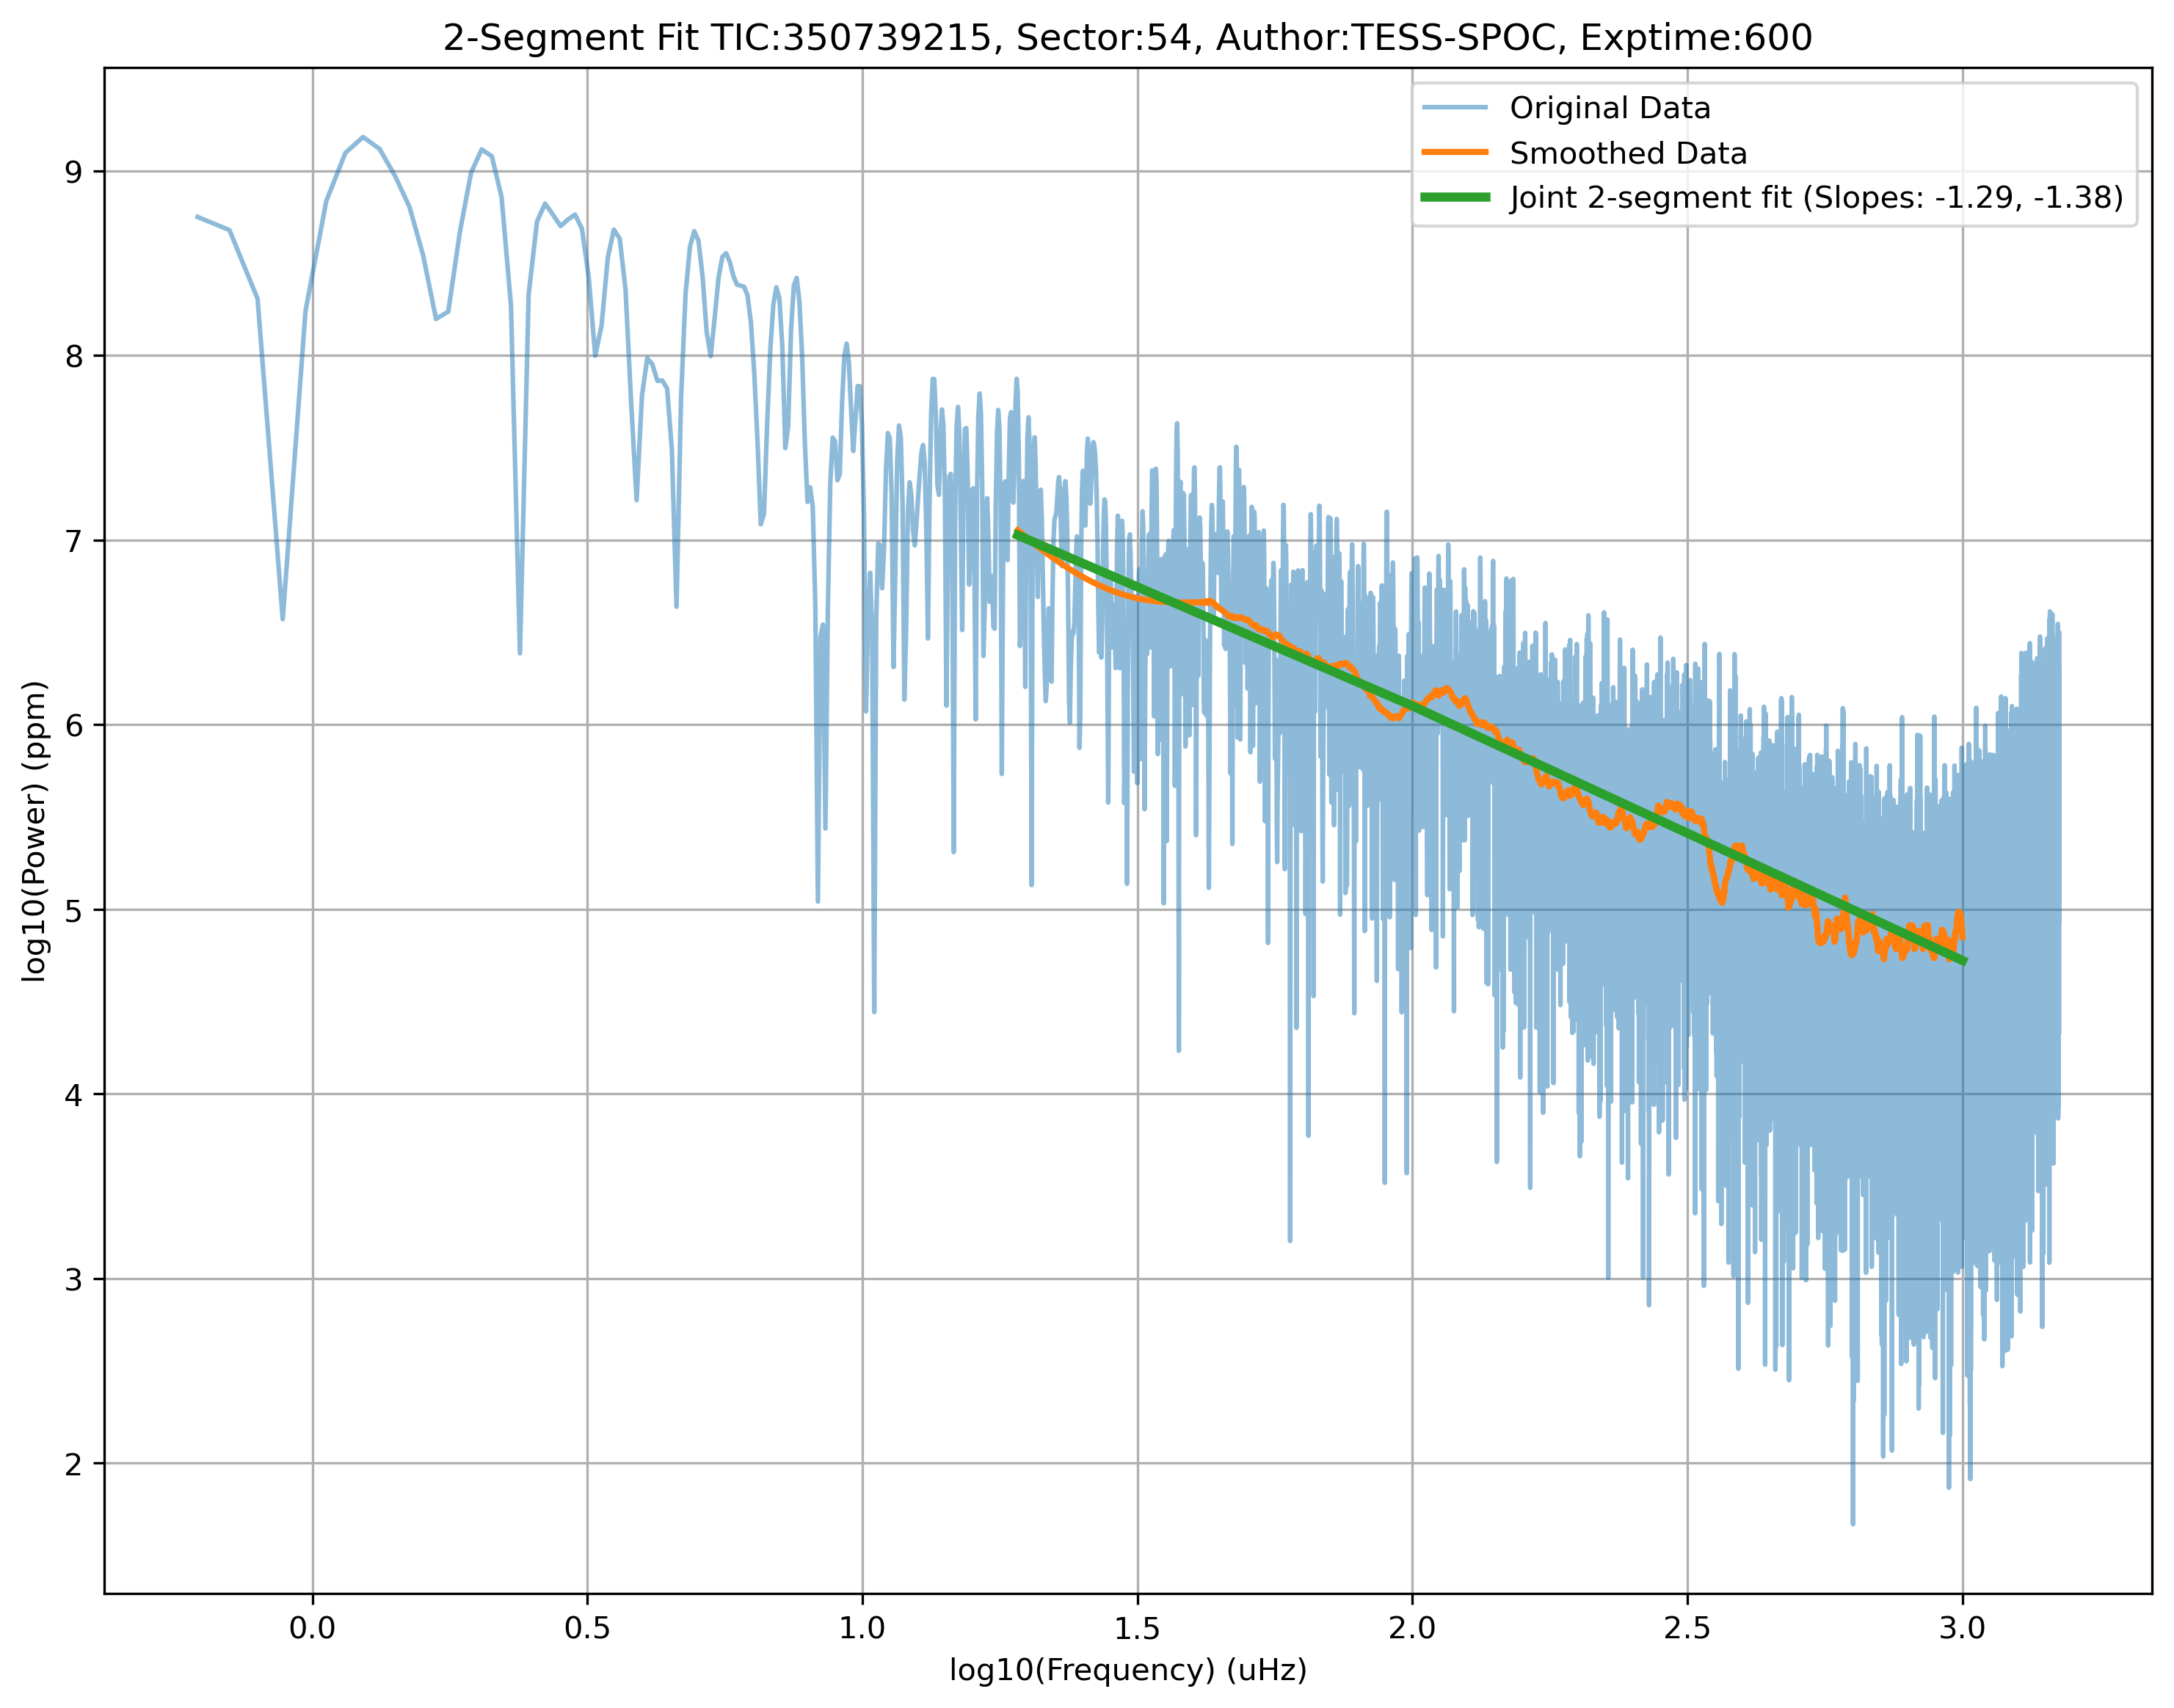 2-Segment Fit TIC:350739215, Sector:54, Author:TESS-SPOC, Exptime:600
Original Data
Smoothed Data
Joint 2-segment fit (Slopes: -1.29, -1.38)
log10(Power) (ppm)
9
8
7
6
5
4
3
2
0.0 0.5 1.0 1.5 2.0 2.5 3.0
log10(Frequency) (uHz)